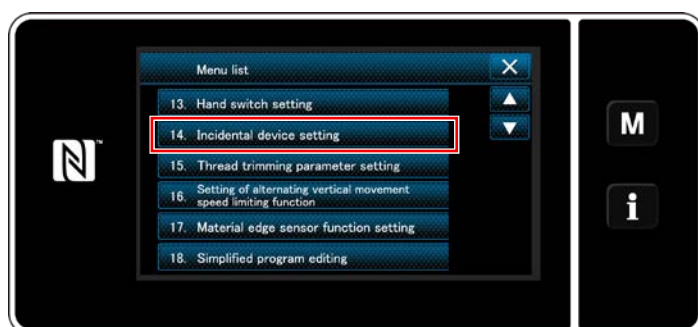 Menu list
13. Hand switch setting
14. Incidental device setting
15. Thread trimming parameter setting
16. Setting of alternating vertical movement
speed limiting function
17. Material edge sensor function setting
18. Simplified program editing
N™
M
i